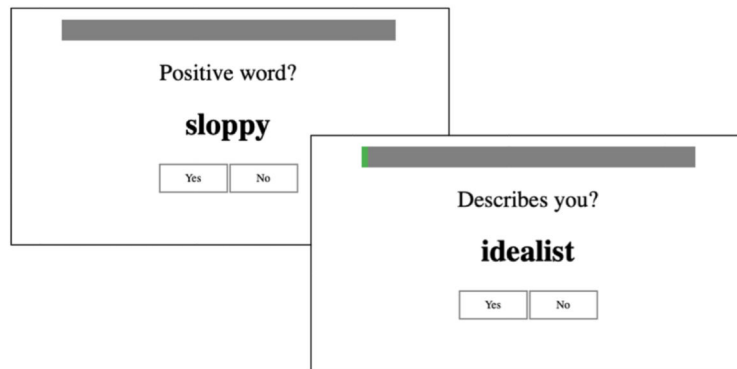 Positive word?
sloppy
Yes No
Describes you?
idealist
Yes No